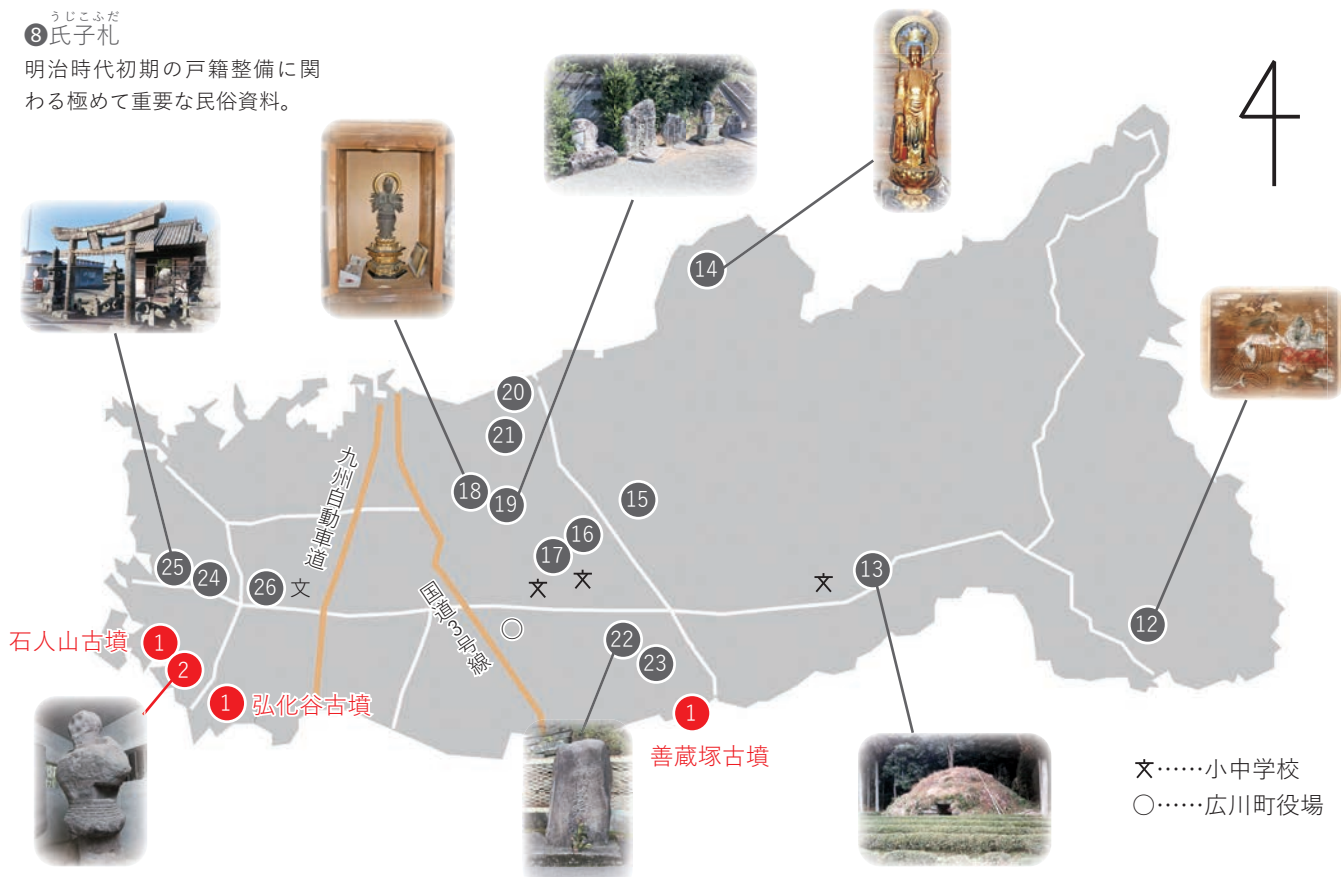 うじこふだ
❽氏子札
明治時代初期の戸籍整備に関
わる極めて重要な民俗資料。
14
20
21
九州自動車道
18
19
15
16
17
25
24
26
文
文
文
文
13
国道3号線
12
石人山古墳
1
2
1
弘化谷古墳
22
23
1
善蔵塚古墳
文……小中学校
○……広川町役場